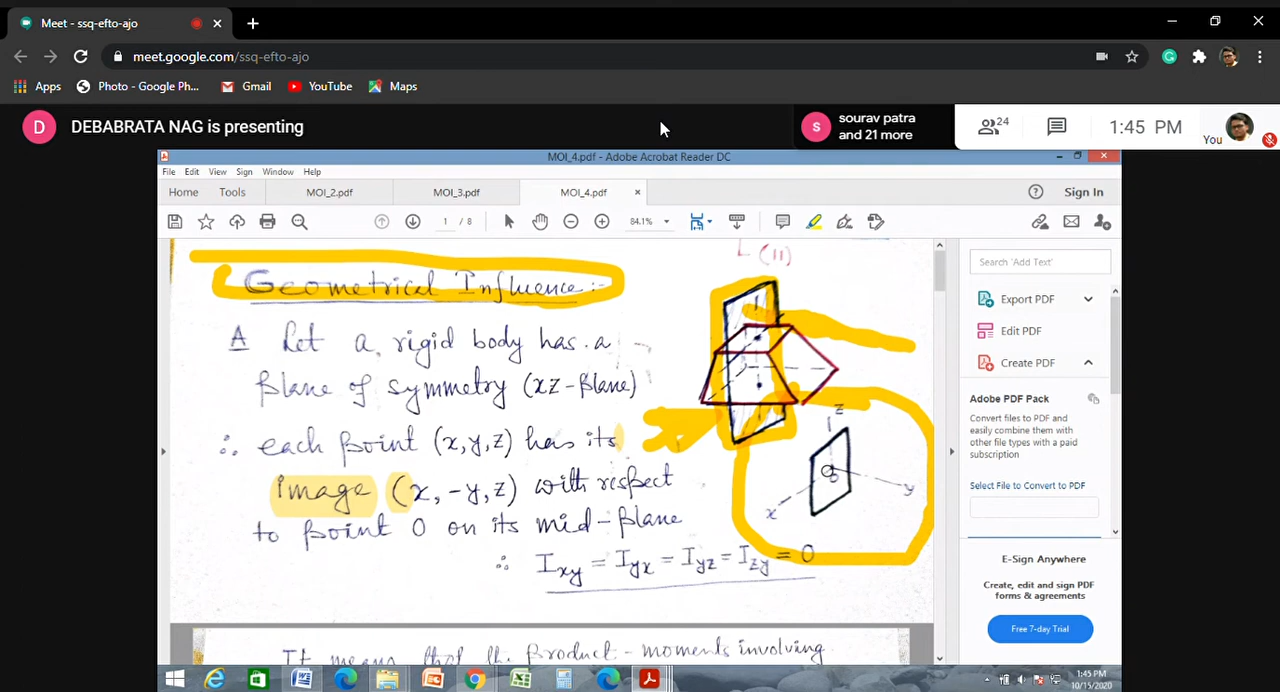 Meet - ssq-efto-ajo
meet.google.com/ssq-efto-ajo
Apps
Photo - Google Ph...
Gmail
YouTube
Maps
D
DEBABRATA NAG is presenting
S
sourav patra
and 21 more
24
1:45 PM
You
MOI_4.pdf - Adobe Acrobat Reader DC
File Edit View Sign Window Help
Home Tools MOI_2.pdf MOI_3.pdf MOI_4.pdf Sign In
1 / 8
84.1%
(11)
Geometrical Influence:-
A Let a rigid body has a
plane of symmetry (xz-plane)
∴ each point (x, y, z) has its
image (x, -y, z) with respect
to point O on its mid-plane
∴ Ixy = Iyx = Iyz = Izy = 0
z
O
y
x
It means that the product-moments involving
Search 'Add Text'
Export PDF
Edit PDF
Create PDF
Adobe PDF Pack
Convert files to PDF and
easily combine them with
other file types with a paid
subscription
Select File to Convert to PDF
E-Sign Anywhere
Create, edit and sign PDF
forms & agreements
Free 7-day Trial
1:45 PM
10/15/2020